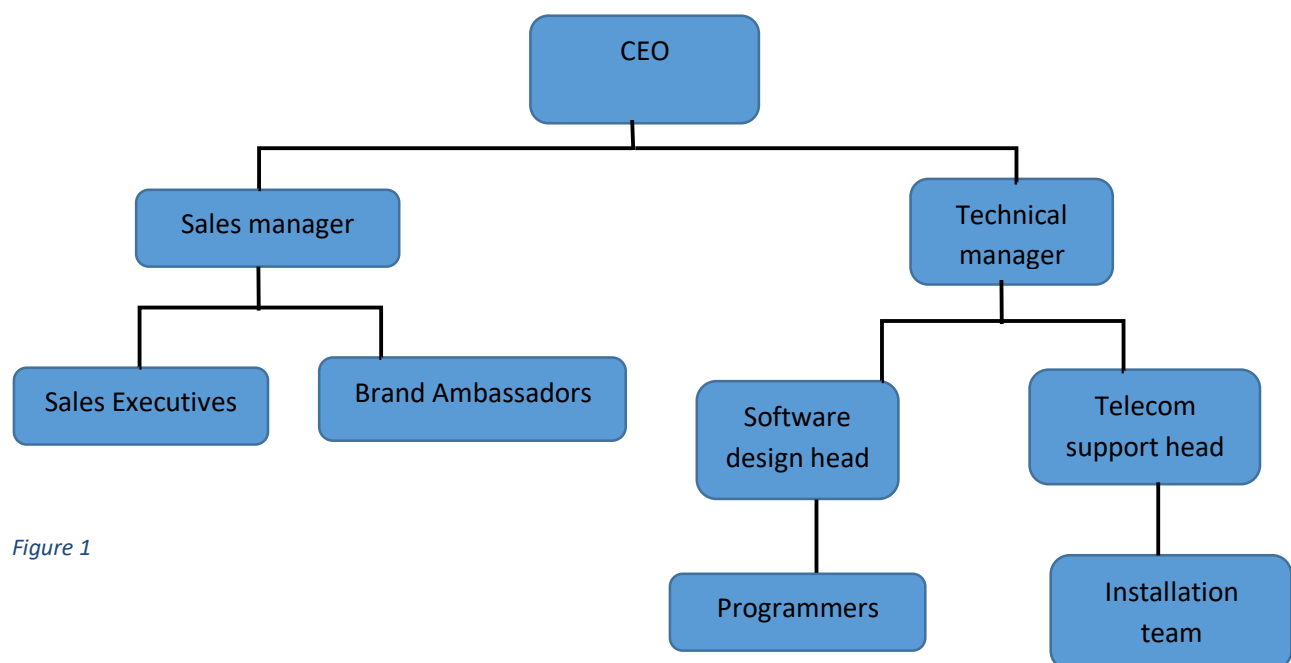 CEO
Sales manager
Technical
manager
Sales Executives
Brand Ambassadors
Software
design head
Telecom
support head
Figure 1
Programmers
Installation
team